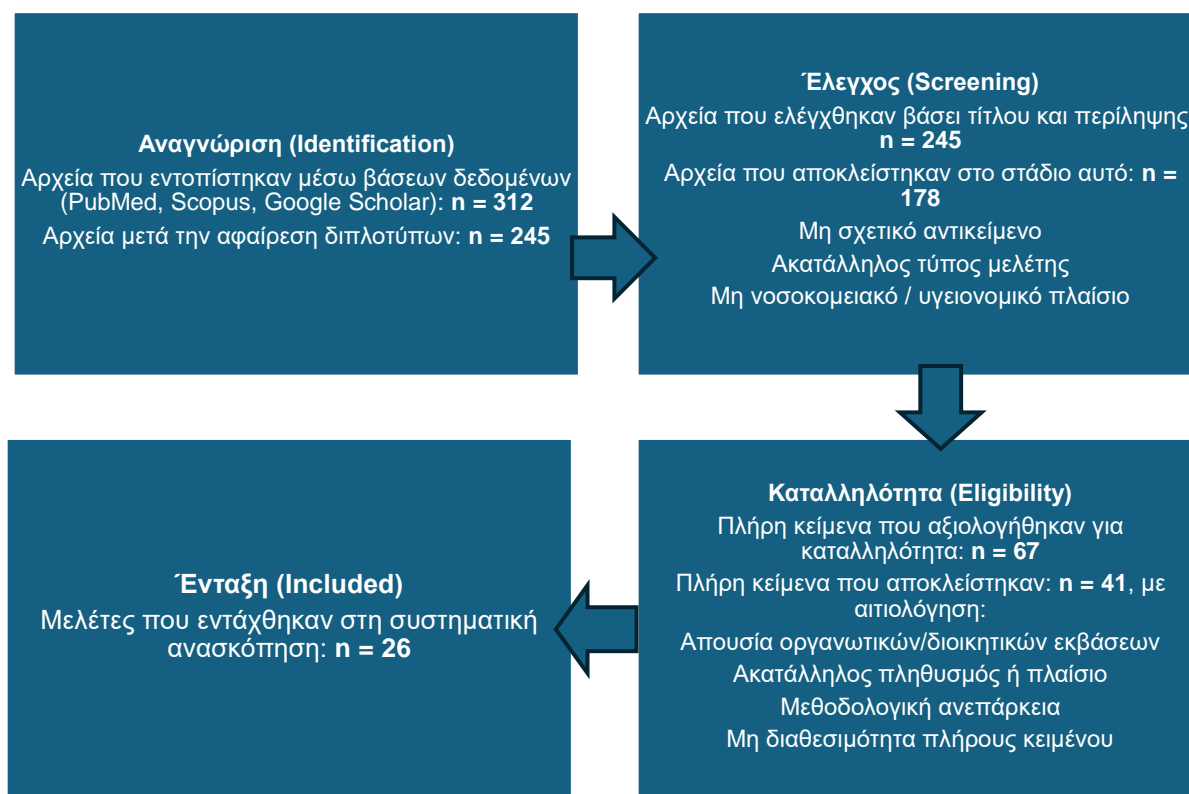 Αναγνώριση (Identification)
Αρχεία που εντοπίστηκαν μέσω βάσεων δεδομένων
(PubMed, Scopus, Google Scholar): n = 312
Αρχεία μετά την αφαίρεση διπλοτύπων: n = 245
Έλεγχος (Screening)
Αρχεία που ελέγχθηκαν βάσει τίτλου και περίληψης
n = 245
Αρχεία που αποκλείστηκαν στο στάδιο αυτό: n =
178
Μη σχετικό αντικείμενο
Ακατάλληλος τύπος μελέτης
Μη νοσοκομειακό / υγειονομικό πλαίσιο
Καταλληλότητα (Eligibility)
Πλήρη κείμενα που αξιολογήθηκαν για
καταλληλότητα: n = 67
Πλήρη κείμενα που αποκλείστηκαν: n = 41, με
αιτιολόγηση:
Απουσία οργανωτικών/διοικητικών εκβάσεων
Ακατάλληλος πληθυσμός ή πλαίσιο
Μεθοδολογική ανεπάρκεια
Μη διαθεσιμότητα πλήρους κειμένου
Ένταξη (Included)
Μελέτες που εντάχθηκαν στη συστηματική
ανασκόπηση: n = 26